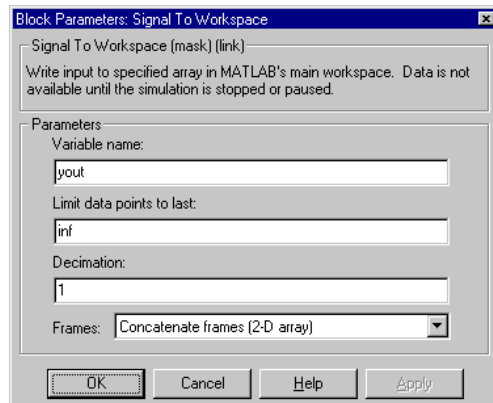 Block Parameters: Signal To Workspace
Signal To Workspace (mask) (link)
Write input to specified array in MATLAB's main workspace. Data is not
available until the simulation is stopped or paused.
Parameters
Variable name:
yout
Limit data points to last:
inf
Decimation:
1
Frames: Concatenate frames (2-D array)
OK Cancel Help Apply